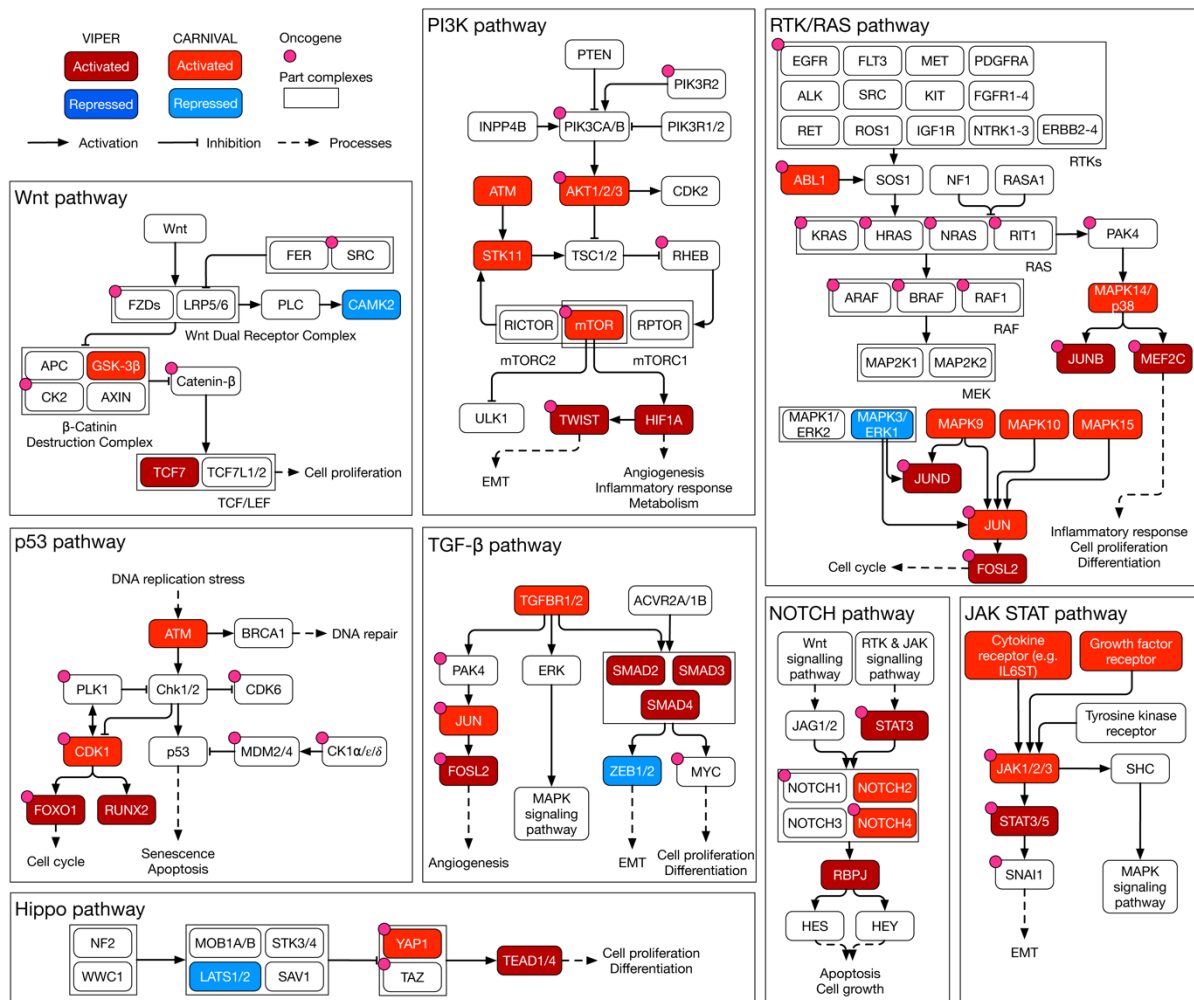 VIPER
CARNIVAL
Oncogene
Activated
Activated
Part complexes
Repressed
Repressed
Activation
Inhibition
Processes
Wnt pathway
Wnt
FER
SRC
FZDs
LRP5/6
PLC
CAMK2
Wnt Dual Receptor Complex
APC
GSK-3β
Catenin-β
CK2
AXIN
β-Catinin
Destruction Complex
TCF7
TCF7L1/2
Cell proliferation
TCF/LEF
PI3K pathway
PTEN
PIK3R2
INPP4B
PIK3CA/B
PIK3R1/2
ATM
AKT1/2/3
CDK2
STK11
TSC1/2
RHEB
RICTOR
mTOR
RPTOR
mTORC2
mTORC1
ULK1
TWIST
HIF1A
EMT
Angiogenesis
Inflammatory response
Metabolism
RTK/RAS pathway
EGFR
FLT3
MET
PDGFRA
ALK
SRC
KIT
FGFR1-4
RET
ROS1
IGF1R
NTRK1-3
ERBB2-4
RTKs
ABL1
SOS1
NF1
RASA1
KRAS
HRAS
NRAS
RIT1
PAK4
RAS
ARAF
BRAF
RAF1
MAPK14/
p38
RAF
MAP2K1
MAP2K2
JUNB
MEF2C
MEK
MAPK1/
ERK2
MAPK3/
ERK1
MAPK9
MAPK10
MAPK15
JUND
JUN
Inflammatory response
Cell proliferation
Differentiation
Cell cycle
FOSL2
p53 pathway
DNA replication stress
ATM
BRCA1
DNA repair
PLK1
Chk1/2
CDK6
CDK1
p53
MDM2/4
CK1α/ε/δ
FOXO1
RUNX2
Cell cycle
Senescence
Apoptosis
TGF-β pathway
TGFBR1/2
ACVR2A/1B
PAK4
ERK
SMAD2
SMAD3
SMAD4
JUN
FOSL2
ZEB1/2
MYC
MAPK
signaling
pathway
Angiogenesis
EMT
Cell proliferation
Differentiation
NOTCH pathway
Wnt
signalling
pathway
RTK & JAK
signalling
pathway
JAG1/2
STAT3
NOTCH1
NOTCH2
NOTCH3
NOTCH4
RBPJ
HES
HEY
Apoptosis
Cell growth
JAK STAT pathway
Cytokine
receptor (e.g.
IL6ST)
Growth factor
receptor
Tyrosine kinase
receptor
JAK1/2/3
SHC
STAT3/5
SNAI1
MAPK
signaling
pathway
EMT
Hippo pathway
NF2
MOB1A/B
STK3/4
YAP1
WWC1
LATS1/2
SAV1
TAZ
TEAD1/4
Cell proliferation
Differentiation